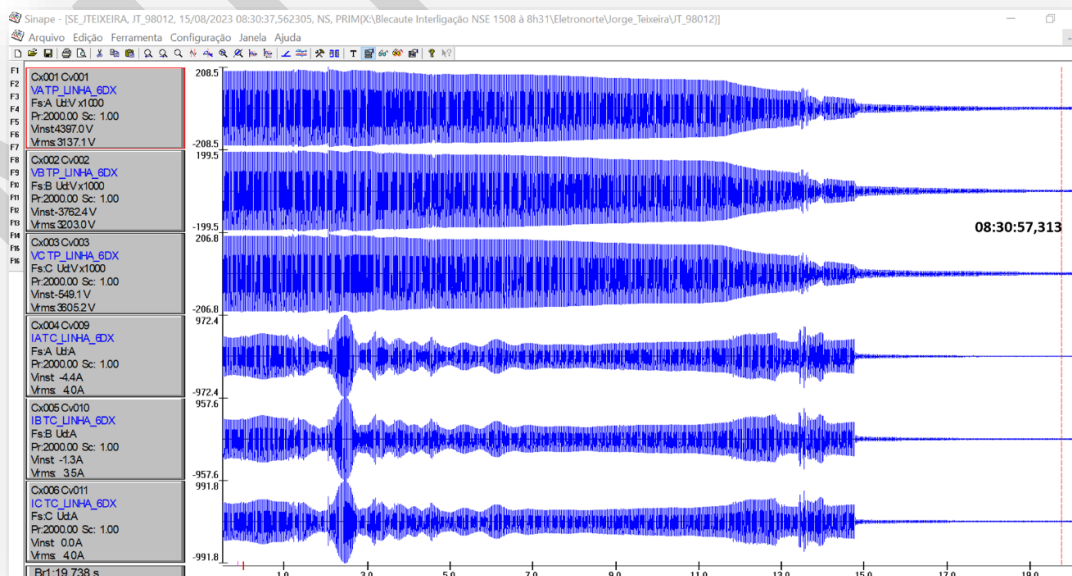 Sinape - [SE_JTEIXEIRA, JT_98012, 15/08/2023 08:30:37,562305, NS, PRIM(X:\Blecaute Interligação NSE 1508 à 8h31\Eletronorte\Jorge_Teixeira\JT_98012)]
Arquivo Edição Ferramenta Configuração Janela Ajuda
F1
F2
F3
F4
F5
F6
F7
F8
F9
F10
F11
F12
F13
F14
F15
F16
Cx001 Cv001
VATP_LINHA_6DX
Fs:A Ud:V x1000
Pr:2000.00 Sc: 1.00
Vinst:4397.0 V
Vrms:3137.1 V
208.5
-208.5
Cx002 Cv002
VBTP_LINHA_6DX
Fs:B Ud:V x1000
Pr:2000.00 Sc: 1.00
Vinst-3762.4 V
Vrms:3203.0 V
199.5
-199.5
08:30:57,313
Cx003 Cv003
VCTP_LINHA_6DX
Fs:C Ud:V x1000
Pr:2000.00 Sc: 1.00
Vinst-549.1 V
Vrms:3605.2 V
206.8
-206.8
Cx004 Cv009
IATC_LINHA_6DX
Fs:A Ud:A
Pr:2000.00 Sc: 1.00
Vinst -4.4A
Vrms: 4.0A
972.4
-972.4
Cx005 Cv010
IBTC_LINHA_6DX
Fs:B Ud:A
Pr:2000.00 Sc: 1.00
Vinst -1.3A
Vrms: 3.5A
957.6
-957.6
Cx006 Cv011
ICTC_LINHA_6DX
Fs:C Ud:A
Pr:2000.00 Sc: 1.00
Vinst 0.0A
Vrms: 4.0A
991.8
-991.8
Br1:19.738 s
1.0 3.0 5.0 7.0 9.0 11.0 13.0 15.0 17.0 19.0